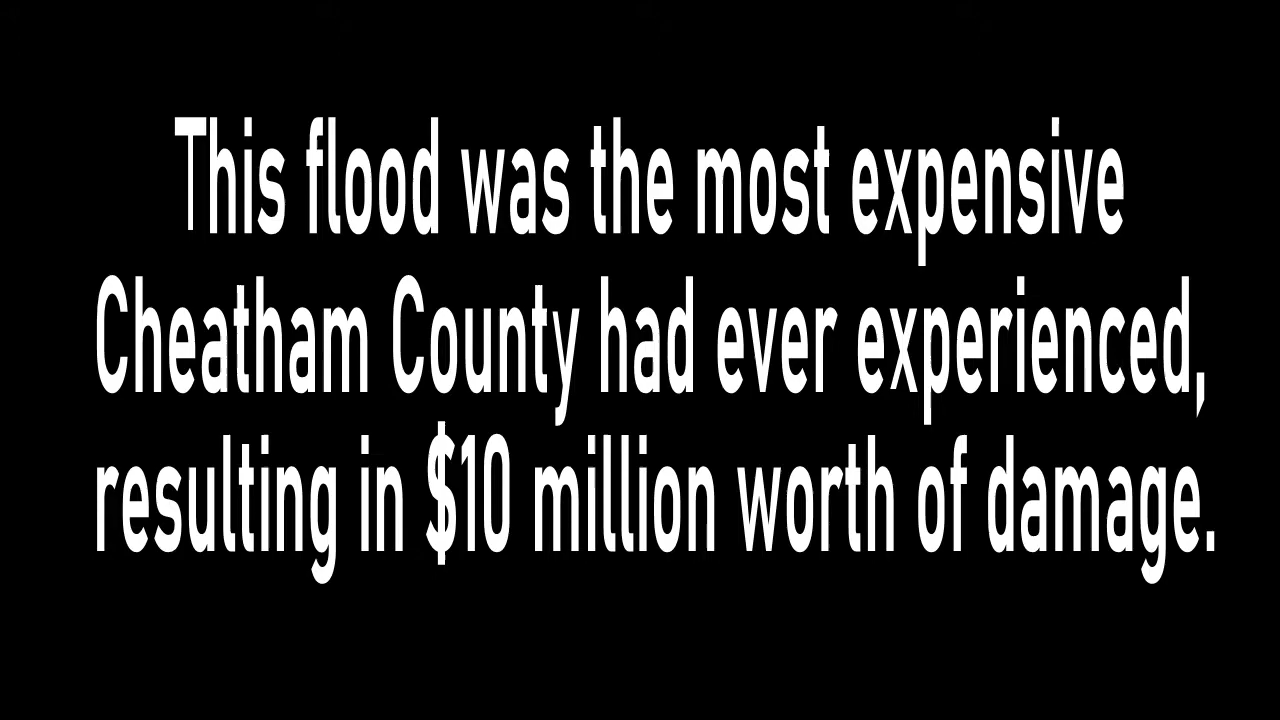 This flood was the most expensive
Cheatham County had ever experienced,
resulting in $10 million worth of damage.